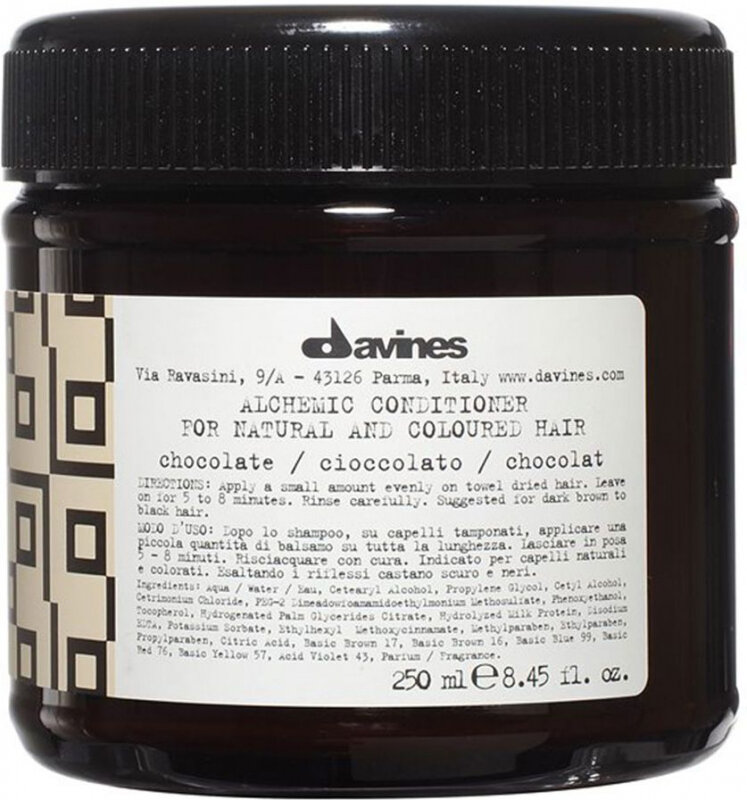 davines
Via Ravasini, 9/A - 43126 Parma, Italy www.davines.com
ALCHEMIC CONDITIONER
FOR NATURAL AND COLOURED HAIR
chocolate / cioccolato / chocolat
DIRECTIONS: Apply a small amount evenly on towel dried hair. Leave
on for 5 to 8 minutes. Rinse carefully. Suggested for dark brown to
black hair.
MODO D'USO: Dopo lo shampoo, su capelli tamponati, applicare una
piccola quantità di balsamo su tutta la lunghezza. Lasciare in posa
5 - 8 minuti. Risciacquare con cura. Indicato per capelli naturali
e colorati. Esaltando i riflessi castano scuro e neri.
Ingredients: Aqua / Water / Eau, Cetearyl Alcohol, Propylene Glycol, Cetyl Alcohol,
Cetrimonium Chloride, PEG-2 Methosulfate, Phenoxyethanol,
Tocopherol, Hydrogenated Palm Glycerides Citrate, Hydrolyzed Milk Protein, Disodium
EDTA, Potassium Sorbate, Ethylhexyl Methoxycinnamate, Methylparaben, Ethylparaben,
Propylparaben, Citric Acid, Basic Brown 17, Basic Brown 16, Basic Blue 99, Basic
Red 76, Basic Yellow 57, Acid Violet 43, Parfum / Fragrance.
250 ml ℮ 8.45 fl. oz.